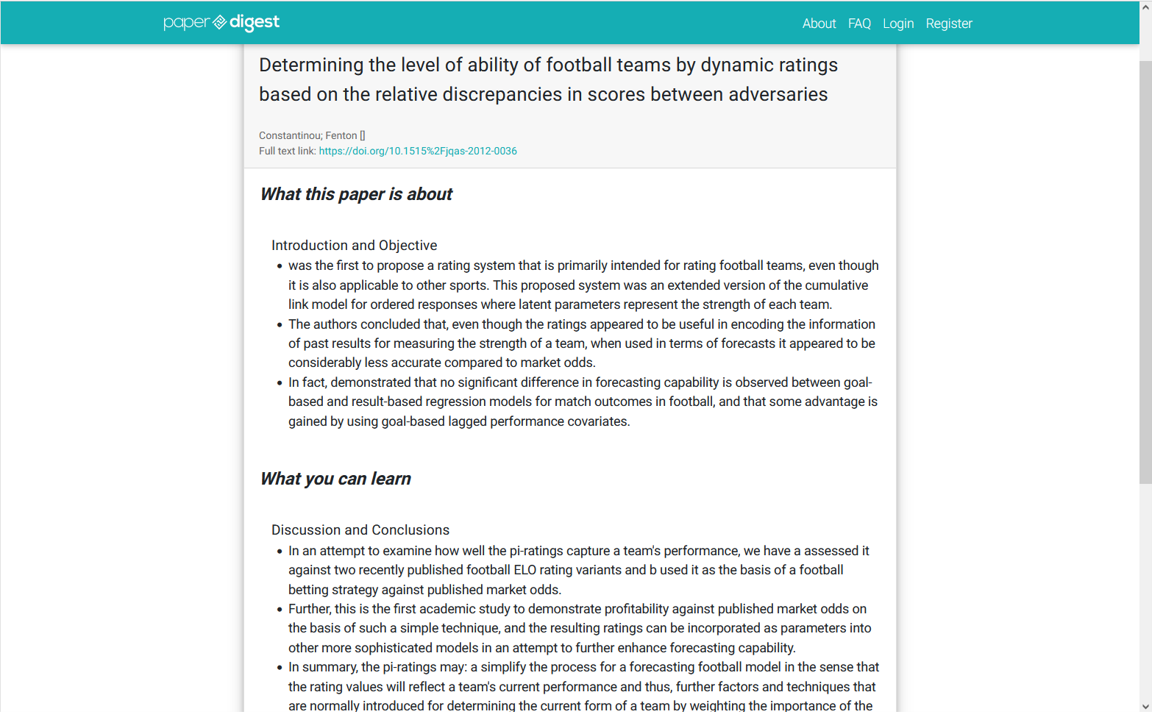 paper digest
About FAQ Login Register
Determining the level of ability of football teams by dynamic ratings
based on the relative discrepancies in scores between adversaries
Constantinou; Fenton []
Full text link: https://doi.org/10.1515%2Fjqas-2012-0036
What this paper is about
Introduction and Objective
• was the first to propose a rating system that is primarily intended for rating football teams, even though
it is also applicable to other sports. This proposed system was an extended version of the cumulative
link model for ordered responses where latent parameters represent the strength of each team.
• The authors concluded that, even though the ratings appeared to be useful in encoding the information
of past results for measuring the strength of a team, when used in terms of forecasts it appeared to be
considerably less accurate compared to market odds.
• In fact, demonstrated that no significant difference in forecasting capability is observed between goal-
based and result-based regression models for match outcomes in football, and that some advantage is
gained by using goal-based lagged performance covariates.
What you can learn
Discussion and Conclusions
• In an attempt to examine how well the pi-ratings capture a team's performance, we have a assessed it
against two recently published football ELO rating variants and b used it as the basis of a football
betting strategy against published market odds.
• Further, this is the first academic study to demonstrate profitability against published market odds on
the basis of such a simple technique, and the resulting ratings can be incorporated as parameters into
other more sophisticated models in an attempt to further enhance forecasting capability.
• In summary, the pi-ratings may: a simplify the process for a forecasting football model in the sense that
the rating values will reflect a team's current performance and thus, further factors and techniques that
are normally introduced for determining the current form of a team by weighting the importance of the